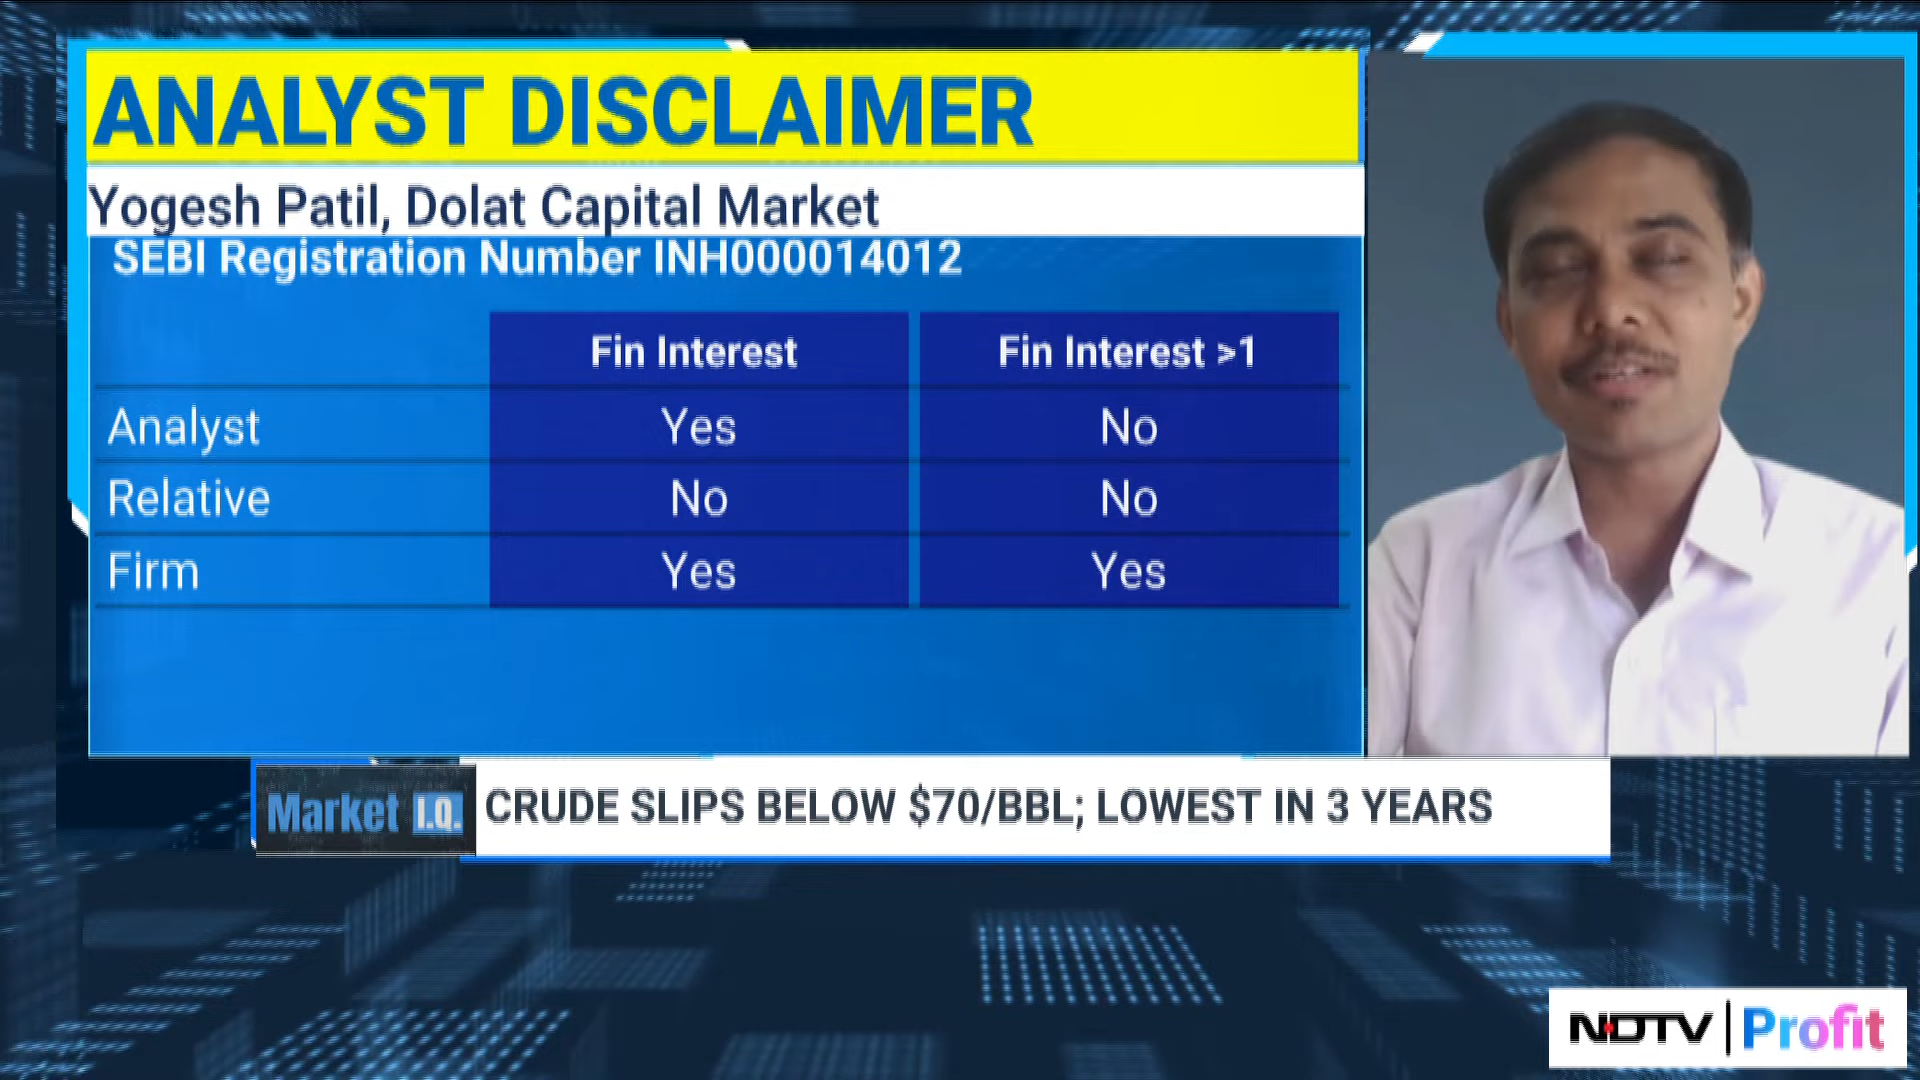 ANALYST DISCLAIMER
Yogesh Patil, Dolat Capital Market
SEBI Registration Number INH000014012
Fin Interest Fin Interest >1
Analyst Yes No
Relative No No
Firm Yes Yes
Market I.Q. CRUDE SLIPS BELOW $70/BBL; LOWEST IN 3 YEARS
NDTV | Profit